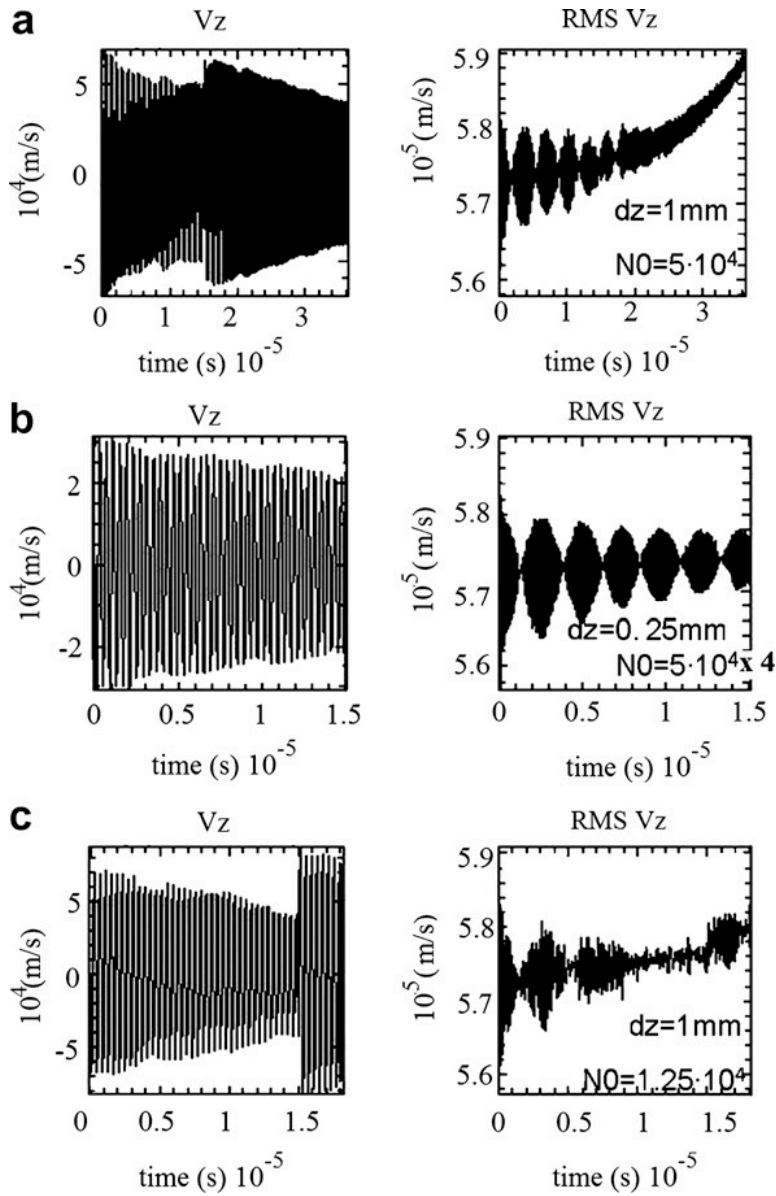 a
Vz
RMS Vz
10^4(m/s)
5
0
-5
0 1 2 3
time (s) 10^-5
10^-5 (m/s)
5.9
5.8
5.7
5.6
dz=1mm
N0=5·10^4
0 1 2 3
time (s) 10^-5
b
Vz
RMS Vz
10^4(m/s)
2
0
-2
0 0.5 1 1.5
time (s) 10^-5
10^-5 (m/s)
5.9
5.8
5.7
5.6
dz=0.25mm
N0=5·10^4 x 4
0 0.5 1 1.5
time (s) 10^-5
c
Vz
RMS Vz
10^4(m/s)
5
0
-5
0 0.5 1 1.5
time (s) 10^-5
10^-5 (m/s)
5.9
5.8
5.7
5.6
dz=1mm
N0=1.25·10^4
0 0.5 1 1.5
time (s) 10^-5